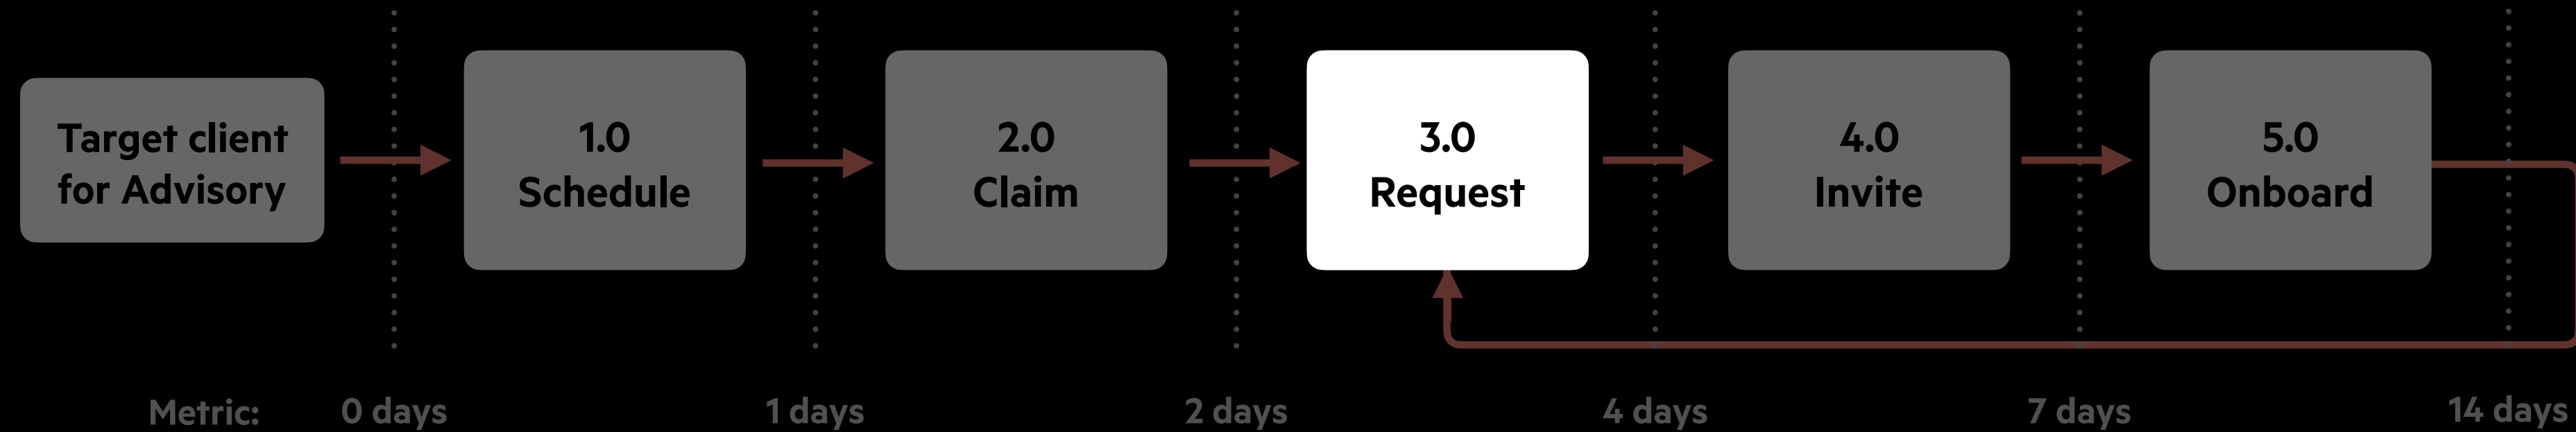 Target client
for Advisory
1.0
Schedule
2.0
Claim
3.0
Request
4.0
Invite
5.0
Onboard
Metric:
0 days
1 days
2 days
4 days
7 days
14 days